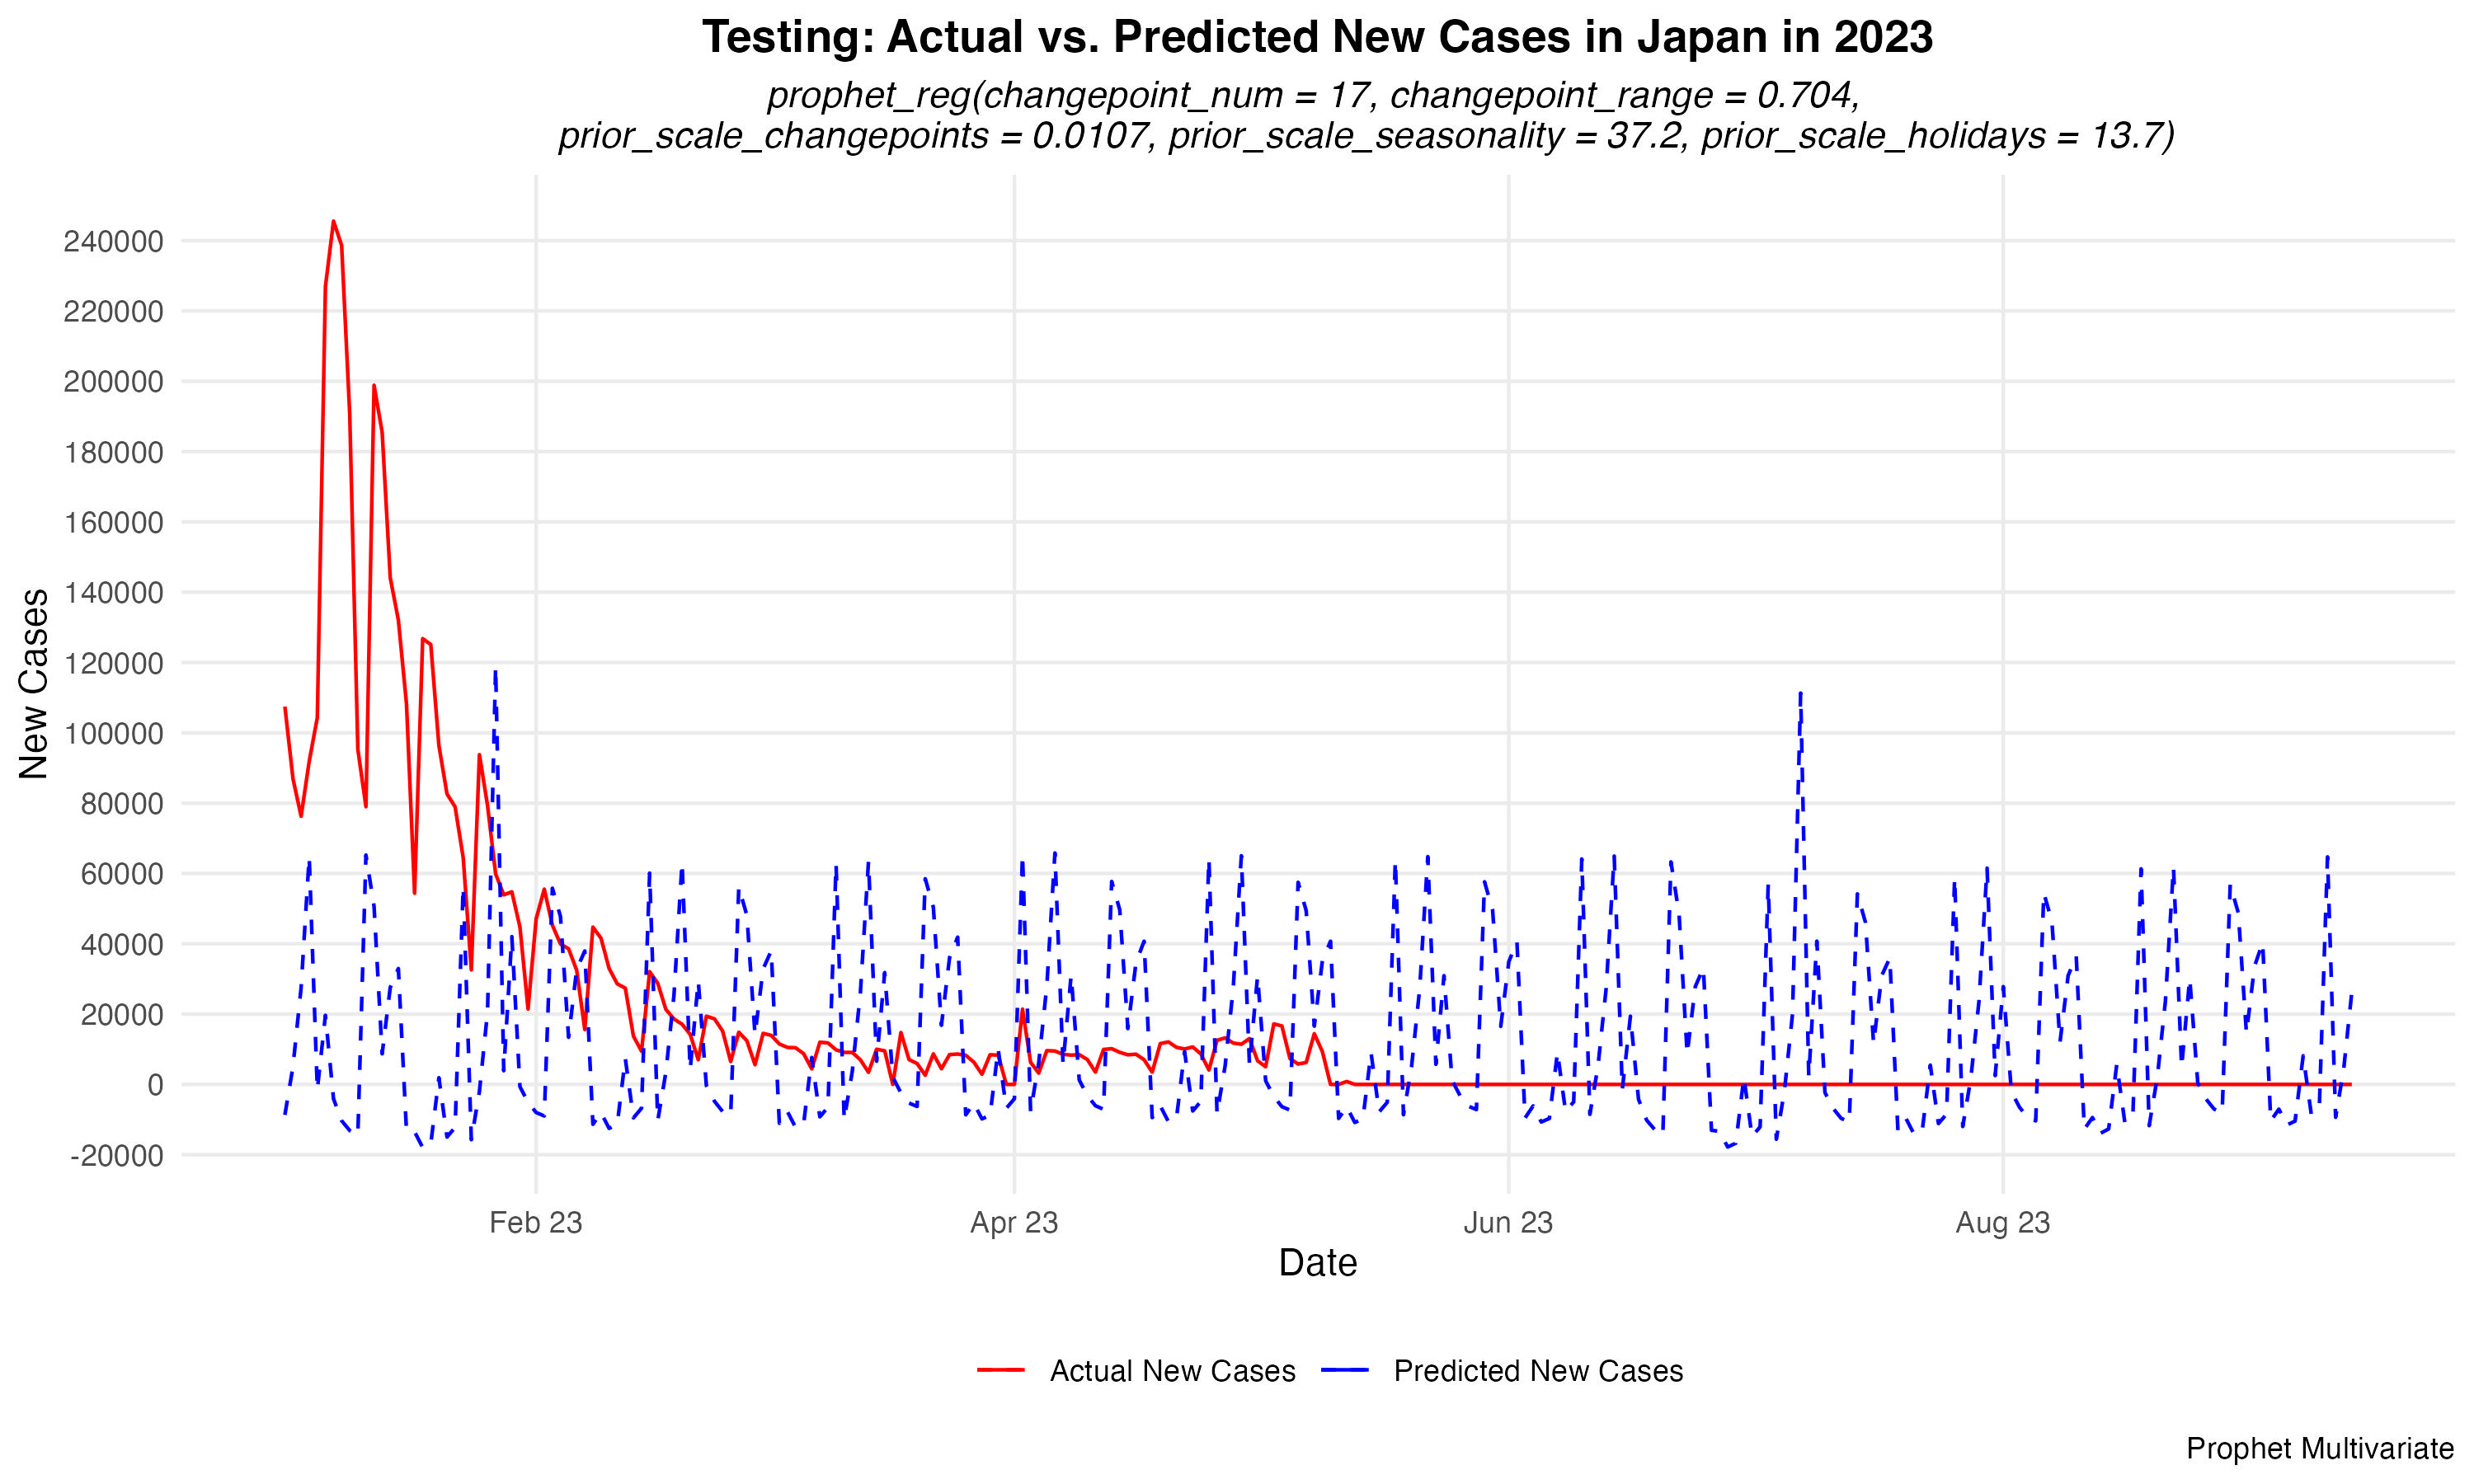 Testing: Actual vs. Predicted New Cases in Japan in 2023
prophet_reg(changepoint_num = 17, changepoint_range = 0.704,
prior_scale_changepoints = 0.0107, prior_scale_seasonality = 37.2, prior_scale_holidays = 13.7)
New Cases
240000
220000
200000
180000
160000
140000
120000
100000
80000
60000
40000
20000
0
-20000
Feb 23 Apr 23 Jun 23 Aug 23
Date
Actual New Cases Predicted New Cases
Prophet Multivariate